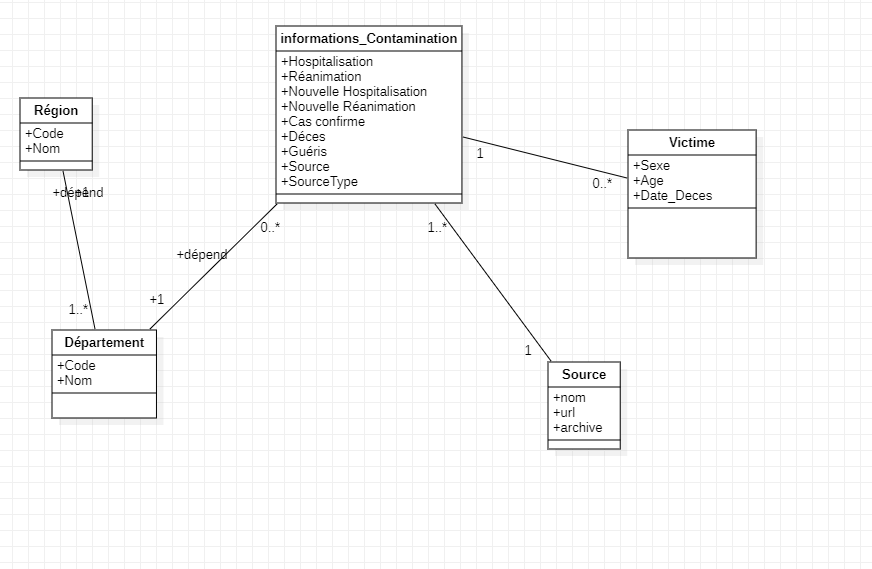 informations_Contamination
+Hospitalisation
+Réanimation
+Nouvelle Hospitalisation
+Nouvelle Réanimation
+Cas confirme
+Déces
+Guéris
+Source
+SourceType
Région
+Code
+Nom
+dépend
+1
1..*
Département
+Code
+Nom
+dépend
0..*
+1
1
0..*
Victime
+Sexe
+Age
+Date_Deces
1..*
1
Source
+nom
+url
+archive